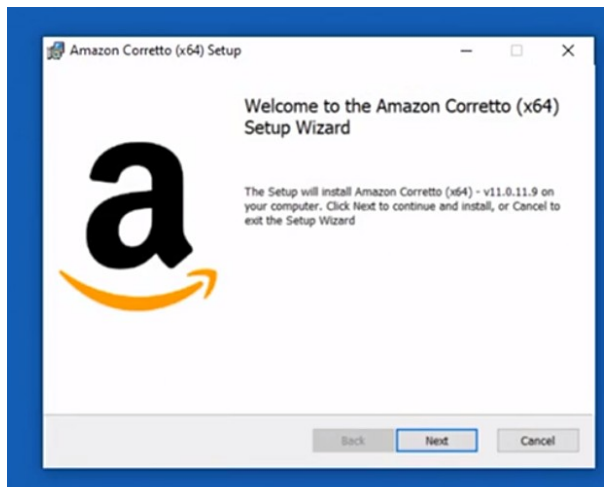 Amazon Corretto (x64) Setup
Welcome to the Amazon Corretto (x64)
Setup Wizard
The Setup will install Amazon Corretto (x64) - v11.0.11.9 on
your computer. Click Next to continue and install, or Cancel to
exit the Setup Wizard
a
Back
Next
Cancel